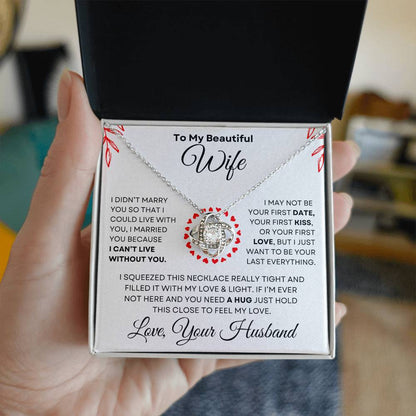 To My Beautiful
Wife
I DIDN'T MARRY
YOU SO THAT I
COULD LIVE WITH
YOU, I MARRIED
YOU BECAUSE
I CAN'T LIVE
WITHOUT YOU.
I MAY NOT BE
YOUR FIRST DATE,
YOUR FIRST KISS,
OR YOUR FIRST
LOVE, BUT I JUST
WANT TO BE YOUR
LAST EVERYTHING.
I SQUEEZED THIS NECKLACE REALLY TIGHT AND
FILLED IT WITH MY LOVE & LIGHT. IF I'M EVER
NOT HERE AND YOU NEED A HUG JUST HOLD
THIS CLOSE TO FEEL MY LOVE.
Love, Your Husband